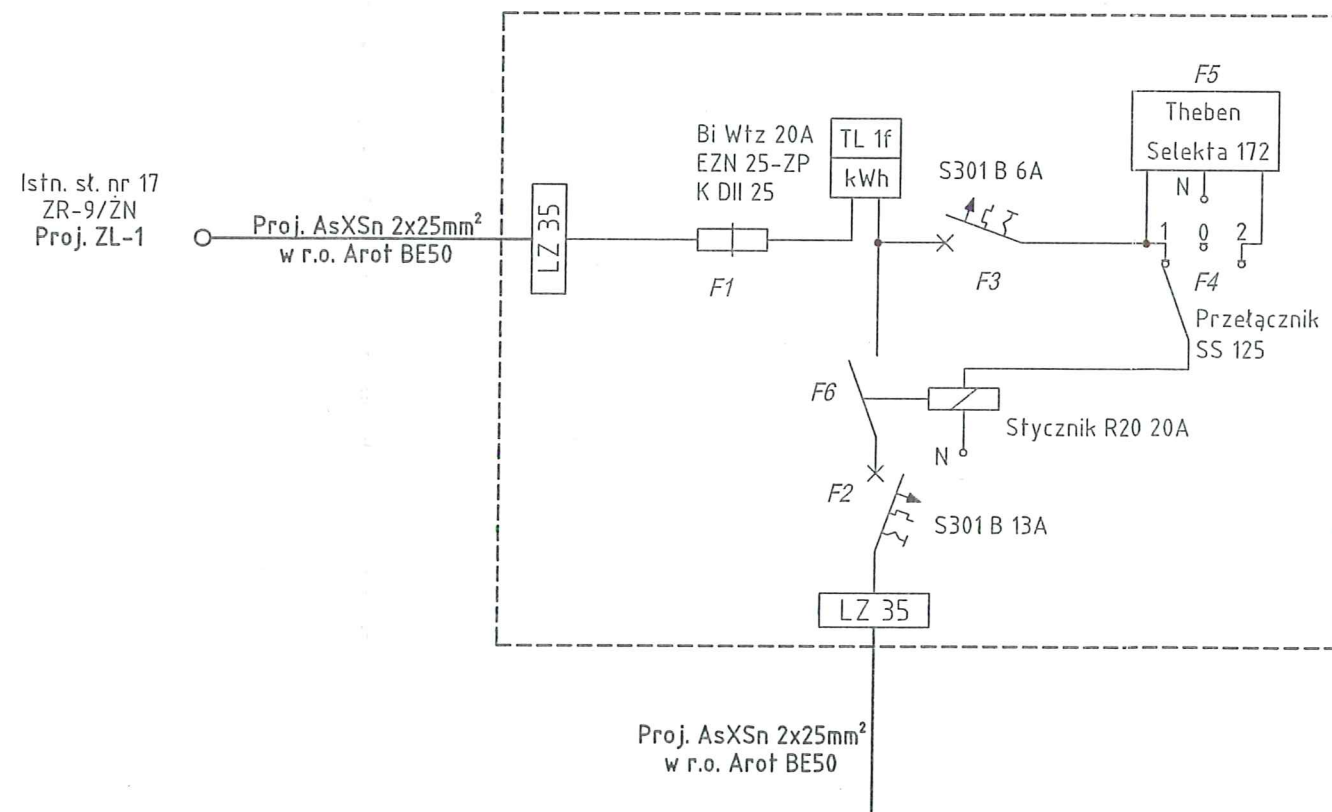 F5
Theben
Selekta 172
Bi Wtz 20A
EZN 25-ZP
K DII 25
TL 1f
kWh
S301 B 6A
N
Istn. sł. nr 17
ZR-9/ŻN
Proj. ZL-1
Proj. AsXSn 2x25mm²
w r.o. Arot BE50
LZ 35
1 0 2
F1
F3
F4
Przełącznik
SS 125
F6
Stycznik R20 20A
N
F2
S301 B 13A
LZ 35
Proj. AsXSn 2x25mm²
w r.o. Arot BE50